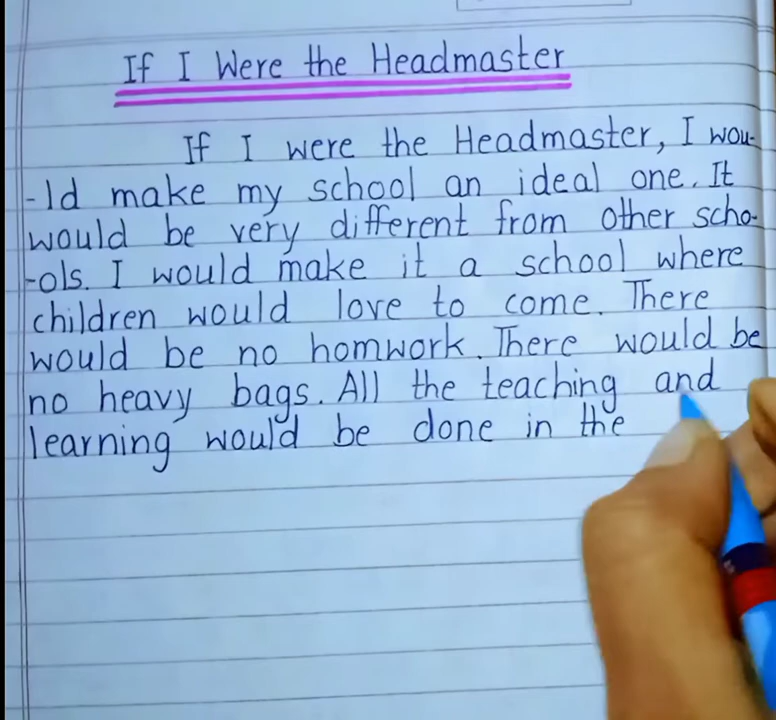 If I Were the Headmaster
If I were the Headmaster, I wou-
-ld make my school an ideal one. It
would be very different from other scho-
-ols. I would make it a school where
children would love to come. There
would be no homwork. There would be
no heavy bags. All the teaching and
learning would be done in the